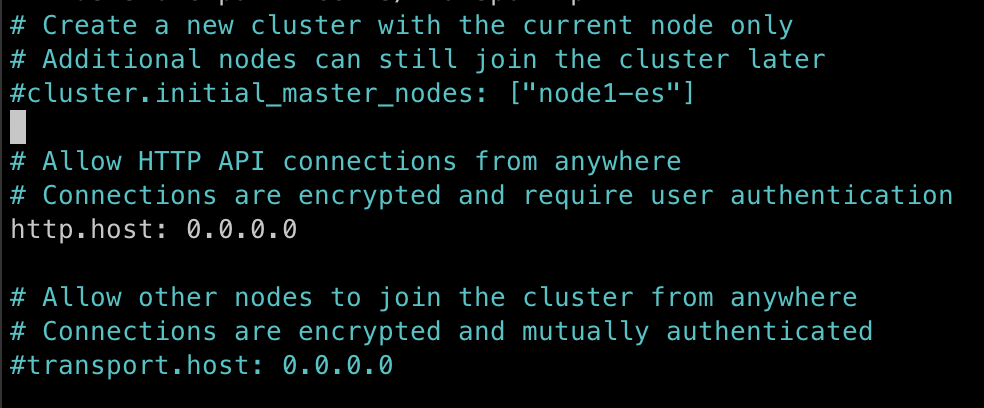 # Create a new cluster with the current node only
# Additional nodes can still join the cluster later
#cluster.initial_master_nodes: ["node1-es"]
# Allow HTTP API connections from anywhere
# Connections are encrypted and require user authentication
http.host: 0.0.0.0
# Allow other nodes to join the cluster from anywhere
# Connections are encrypted and mutually authenticated
#transport.host: 0.0.0.0